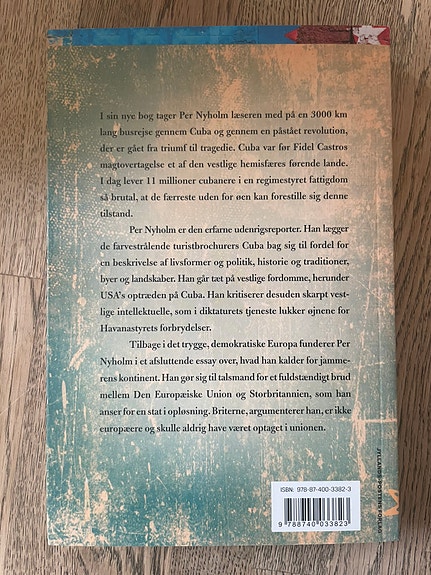 I sin nye bog tager Per Nyholm læseren med på en 3000 km
lang busrejse gennem Cuba og gennem en påstået revolution,
der er gået fra triumf til tragedie. Cuba var før Fidel Castros
magtovertagelse et af den vestlige hemisfæres førende lande.
I dag lever 11 millioner cubanere i en regimestyret fattigdom
så brutal, at de færreste uden for øen kan forestille sig denne
tilstand.
Per Nyholm er den erfarne udenrigsreporter. Han lægger
de farvestrålende turistbrochurers Cuba bag sig til fordel for
en beskrivelse af livsformer og politik, historie og traditioner,
byer og landskaber. Han går tæt på vestlige fordomme, herunder
USA's optræden på Cuba. Han kritiserer desuden skarpt vest-
lige intellektuelle, som i diktaturets tjeneste lukker øjnene for
Havanastyrets forbrydelser.
Tilbage i det trygge, demokratiske Europa funderer Per
Nyholm i et afsluttende essay over, hvad han kalder for jamme-
rens kontinent. Han gør sig til talsmand for et fuldstændigt brud
mellem Den Europæiske Union og Storbritannien, som han
anser for en stat i opløsning. Briterne, argumenterer han, er ikke
europæere og skulle aldrig have været optaget i unionen.
JYLLANDS-POSTENS FORLAG
ISBN: 978-87-400-3382-3
9 788740 033823